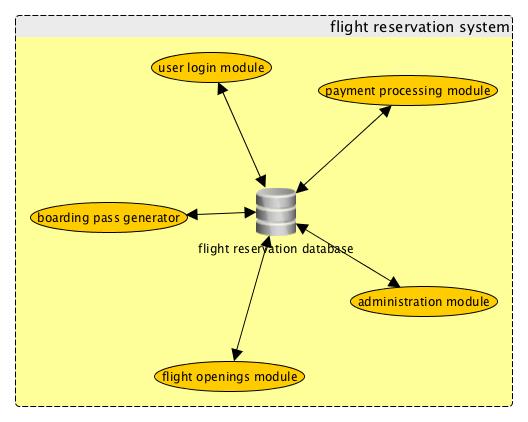 flight reservation system
user login module
payment processing module
boarding pass generator
flight reservation database
administration module
flight openings module